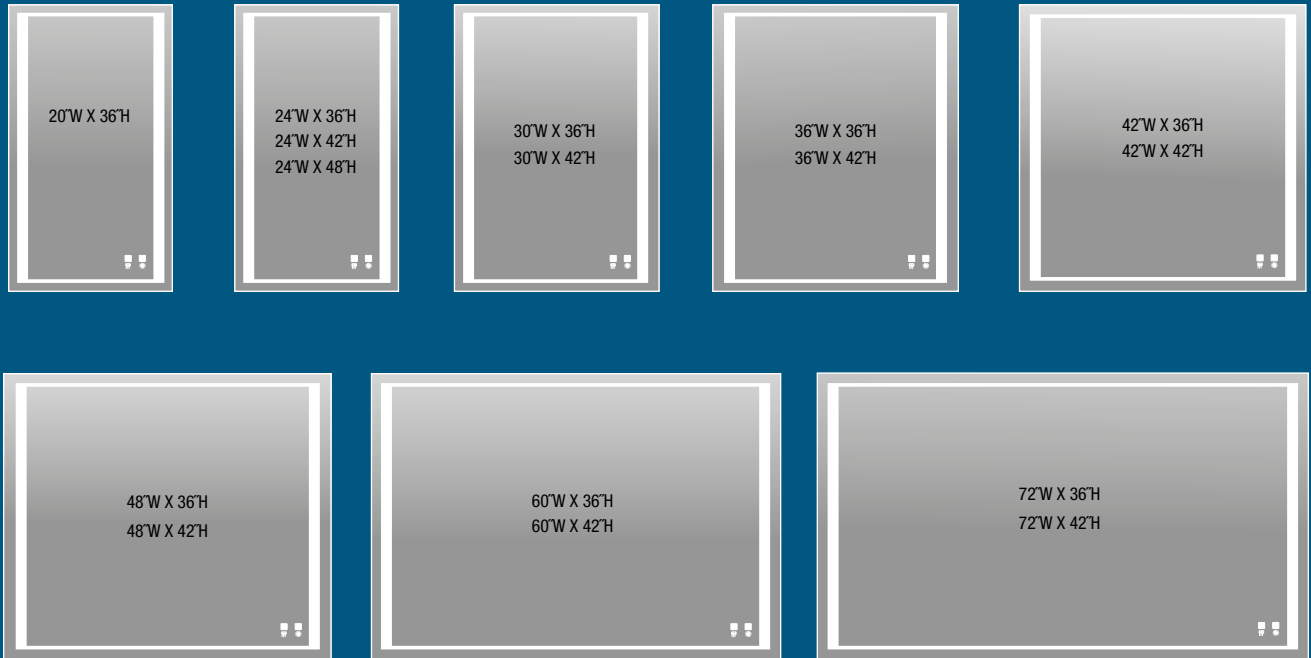 20˝W X 36˝H
24˝W X 36˝H
24˝W X 42˝H
24˝W X 48˝H
30˝W X 36˝H
30˝W X 42˝H
36˝W X 36˝H
36˝W X 42˝H
42˝W X 36˝H
42˝W X 42˝H
48˝W X 36˝H
48˝W X 42˝H
60˝W X 36˝H
60˝W X 42˝H
72˝W X 36˝H
72˝W X 42˝H